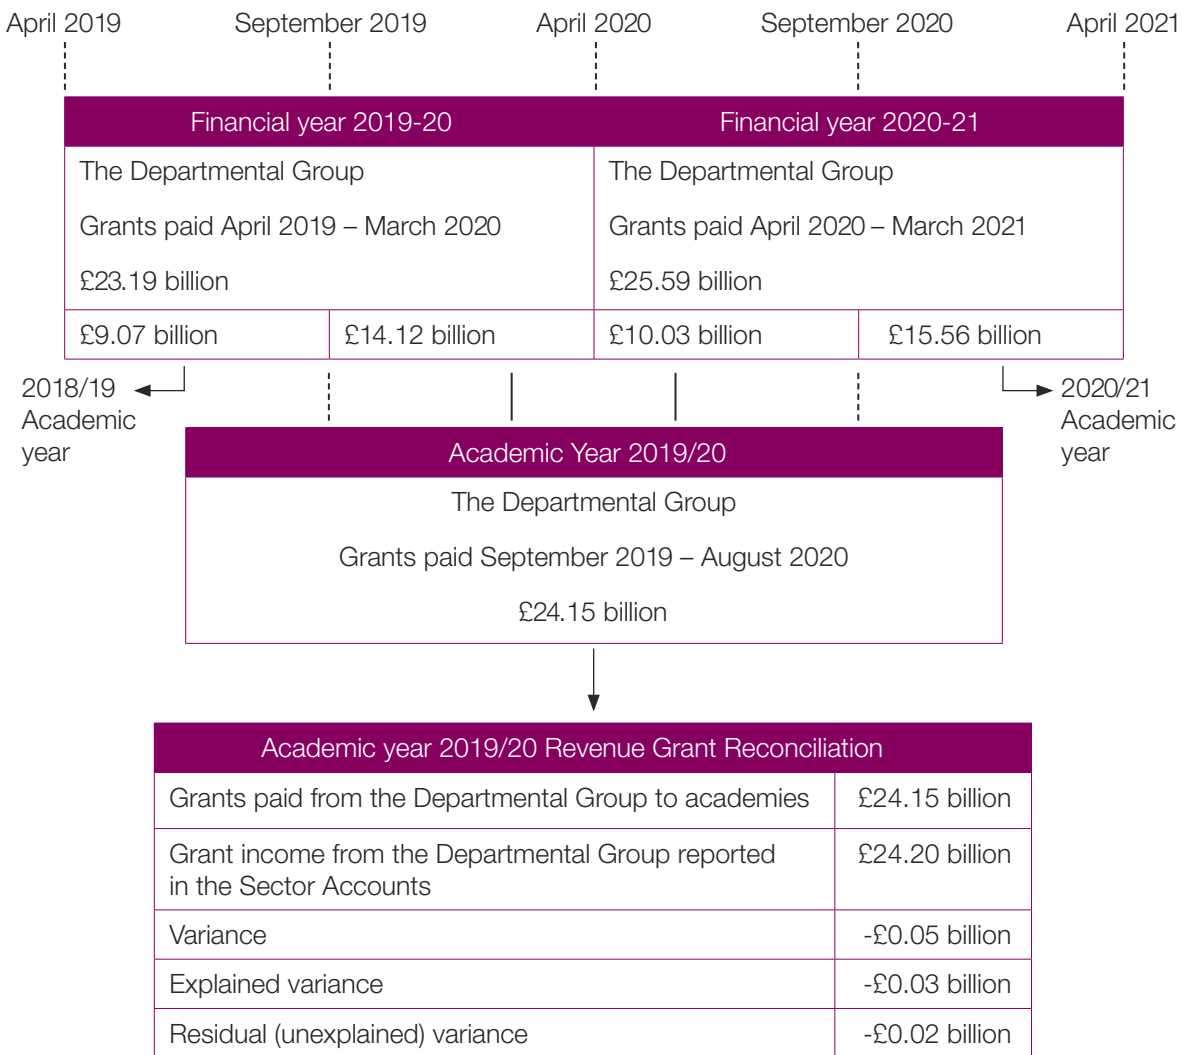 April 2019 September 2019 April 2020 September 2020 April 2021
Financial year 2019-20 Financial year 2020-21
The Departmental Group The Departmental Group
Grants paid April 2019 – March 2020 Grants paid April 2020 – March 2021
£23.19 billion £25.59 billion
£9.07 billion £14.12 billion £10.03 billion £15.56 billion
2018/19
Academic
year
2020/21
Academic
year
Academic Year 2019/20
The Departmental Group
Grants paid September 2019 – August 2020
£24.15 billion
Academic year 2019/20 Revenue Grant Reconciliation
Grants paid from the Departmental Group to academies £24.15 billion
Grant income from the Departmental Group reported £24.20 billion
in the Sector Accounts
Variance -£0.05 billion
Explained variance -£0.03 billion
Residual (unexplained) variance -£0.02 billion